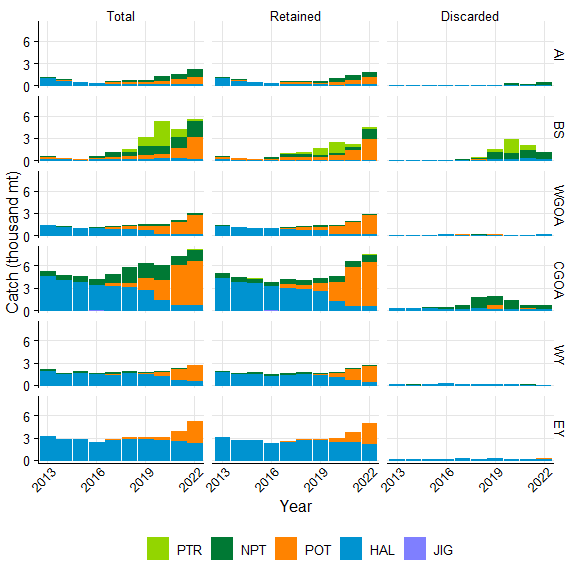 Total Retained Discarded
6
3
0
AI
6
3
0
BS
6
3
0
WGOA
6
3
0
CGOA
6
3
0
WY
6
3
0
EY
Catch (thousand mt)
2013 2016 2019 2022 2013 2016 2019 2022 2013 2016 2019 2022
Year
PTR NPT POT HAL JIG